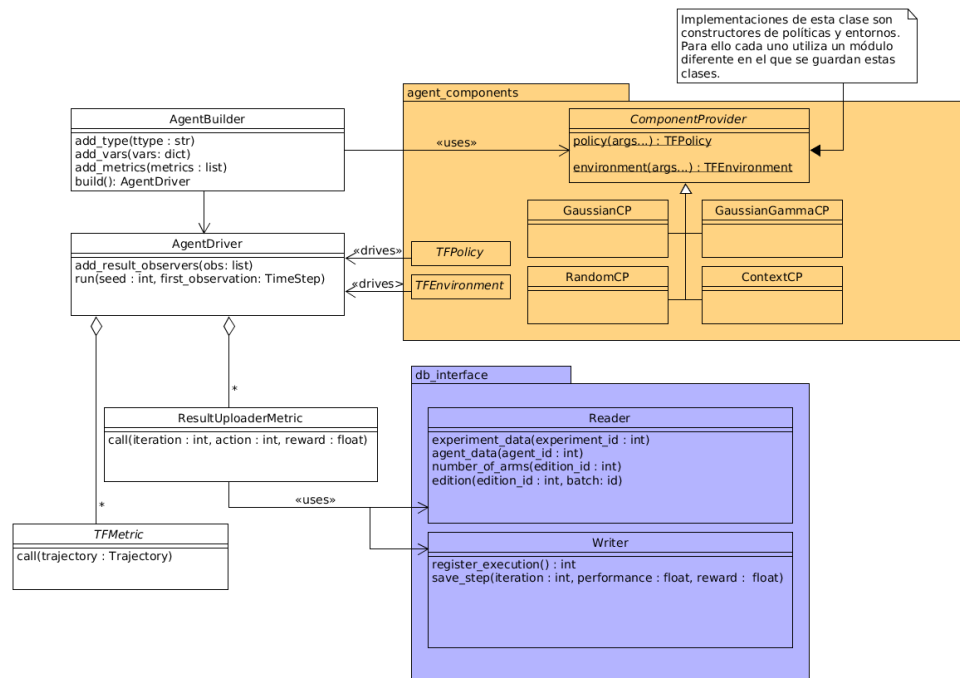 Implementaciones de esta clase son
constructores de políticas y entornos.
Para ello cada uno utiliza un módulo
diferente en el que se guardan estas
clases.
agent_components
AgentBuilder
add_type(ttype : str)
add_vars(vars: dict)
add_metrics(metrics : list)
build(): AgentDriver
«uses»
ComponentProvider
policy(args...) : TFPolicy
environment(args...) : TFEnvironment
GaussianCP
GaussianGammaCP
RandomCP
ContextCP
AgentDriver
add_result_observers(obs: list)
run(seed : int, first_observation: TimeStep)
«drives»
TFPolicy
«drives>
TFEnvironment
db_interface
*
ResultUploaderMetric
call(iteration : int, action : int, reward : float)
Reader
experiment_data(experiment_id : int)
agent_data(agent_id : int)
number_of_arms(edition_id : int)
edition(edition_id : int, batch: id)
«uses»
*
TFMetric
call(trajectory : Trajectory)
Writer
register_execution() : int
save_step(iteration : int, performance : float, reward :  float)